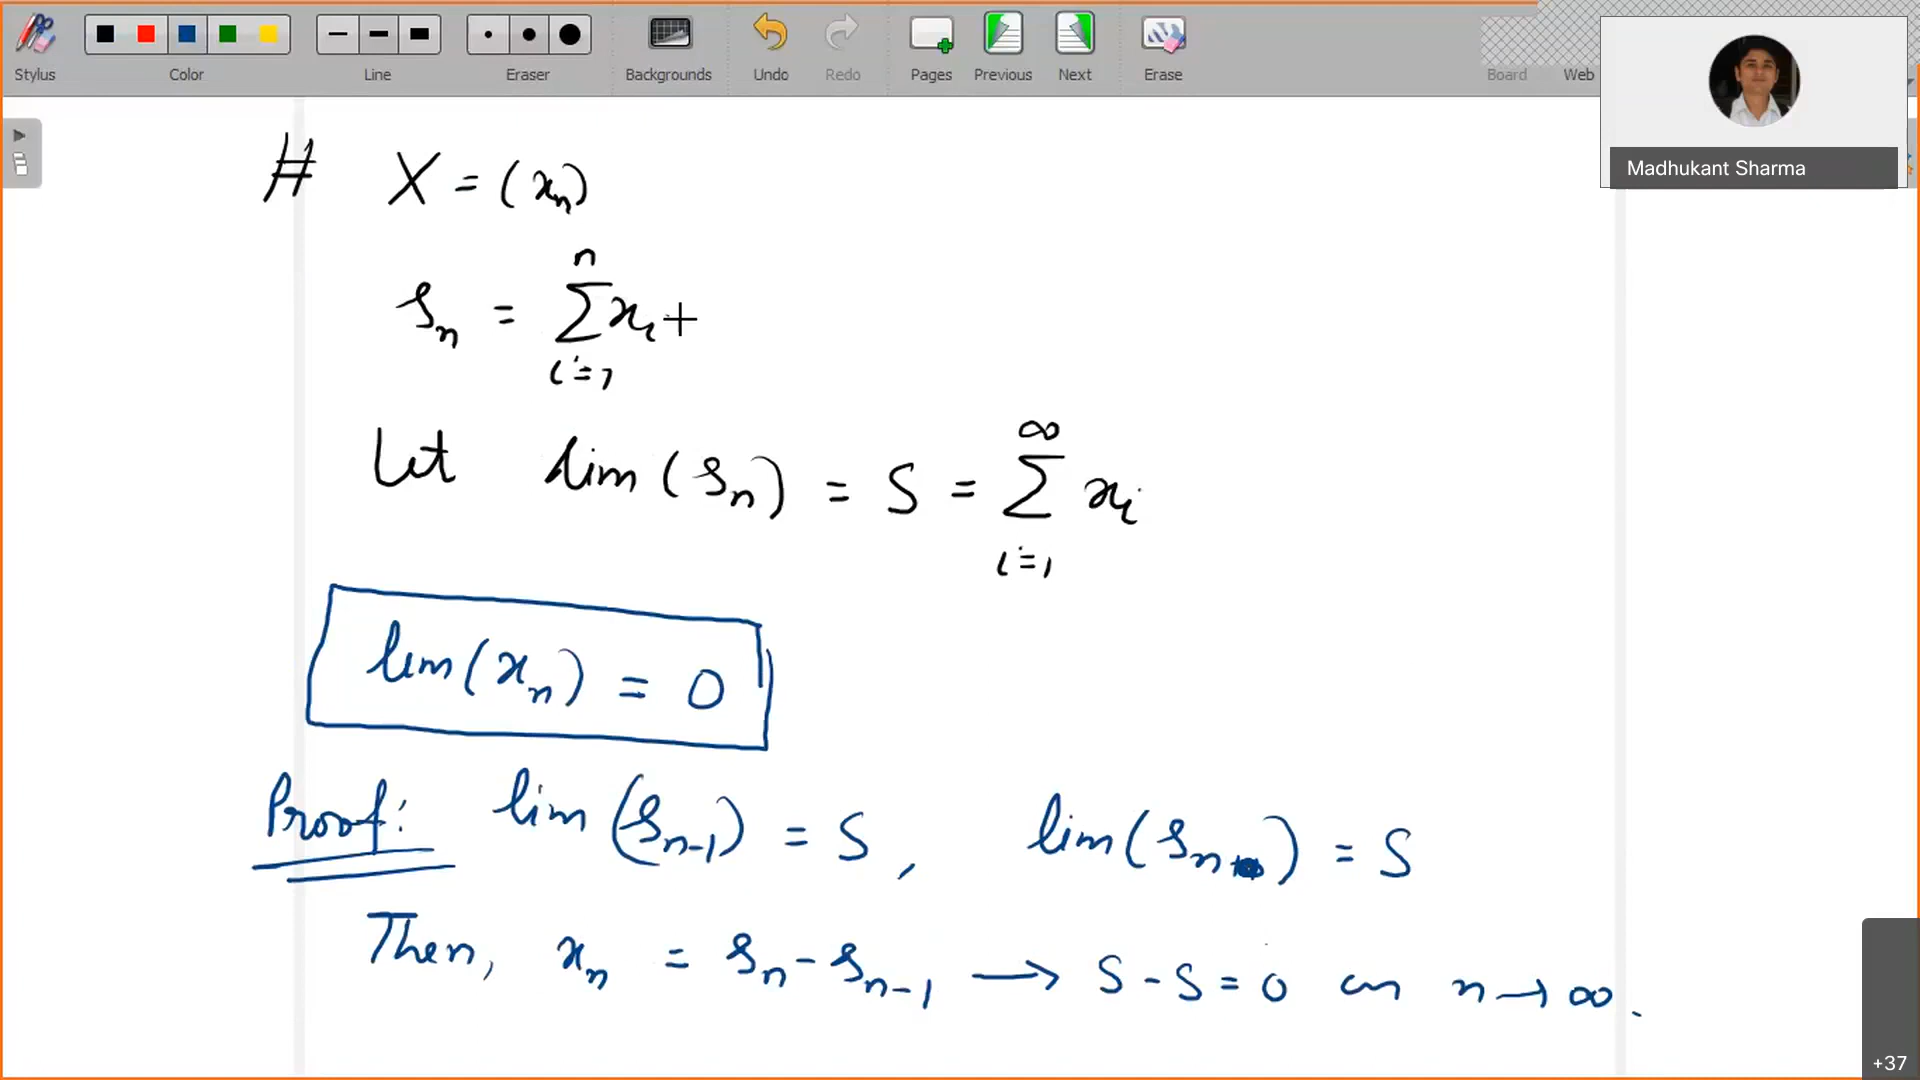 Stylus Color Line Eraser Backgrounds Undo Redo Pages Previous Next Erase Board Web
Madhukant Sharma
# X = (xₙ)
sₙ = ∑ᵢ₌₁ⁿ xᵢ +
Let lim(sₙ) = S = ∑ᵢ₌₁^∞ xᵢ
lim(xₙ) = 0
Proof: lim(sₙ₋₁) = S, lim(sₙ) = S
Then, xₙ = sₙ - sₙ₋₁ → S - S = 0 as n → ∞.
+37